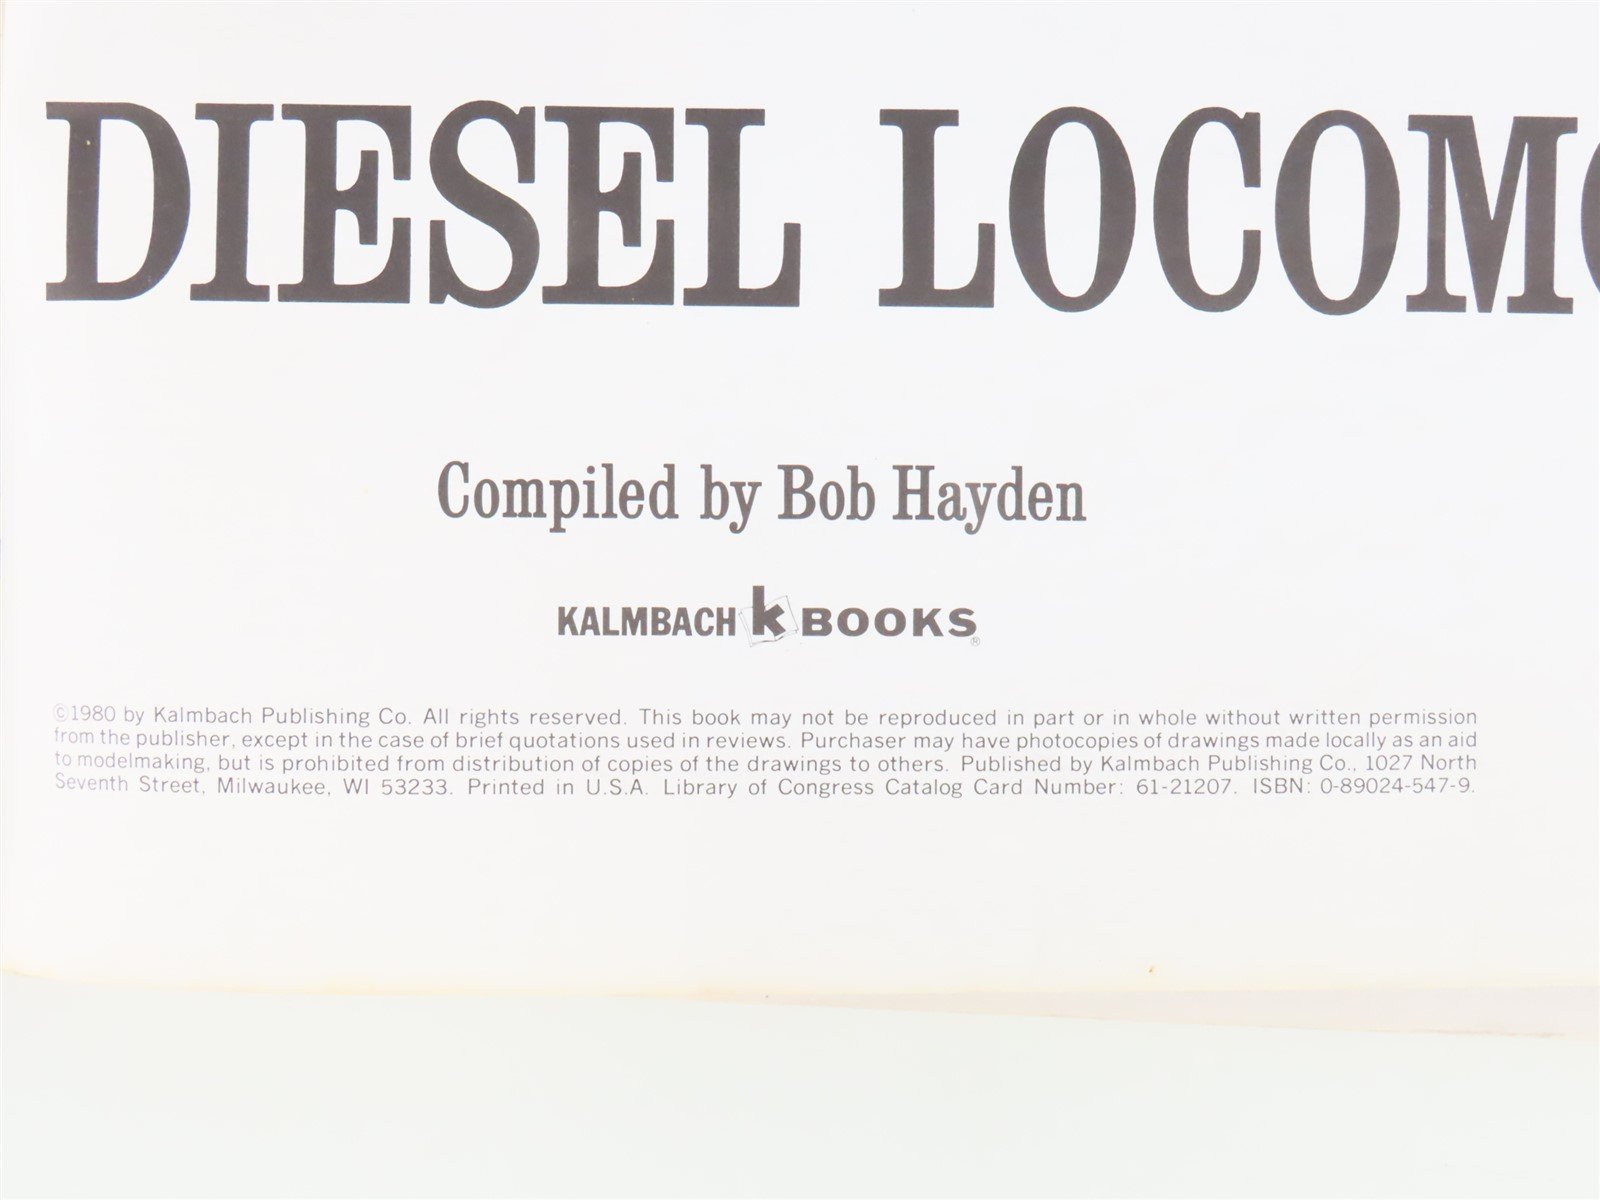 DIESEL LOCOMO
Compiled by Bob Hayden
KALMBACH k BOOKS ®
©1980 by Kalmbach Publishing Co. All rights reserved. This book may not be reproduced in part or in whole without written permission
from the publisher, except in the case of brief quotations used in reviews. Purchaser may have photocopies of drawings made locally as an aid
to modelmaking, but is prohibited from distribution of copies of the drawings to others. Published by Kalmbach Publishing Co., 1027 North
Seventh Street, Milwaukee, WI 53233. Printed in U.S.A. Library of Congress Catalog Card Number: 61-21207. ISBN: 0-89024-547-9.